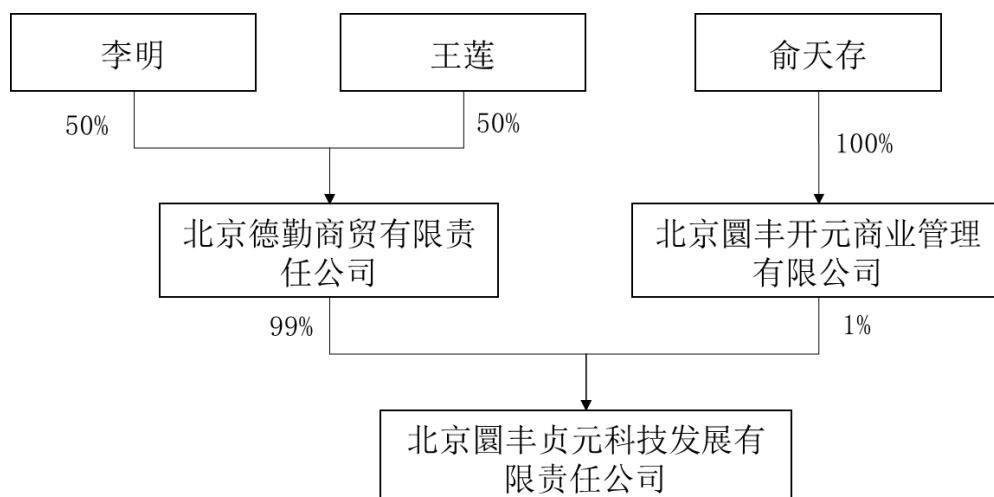 李明
王莲
俞天存
50%
50%
100%
北京德勤商贸有限责
任公司
北京圜丰开元商业管理
有限公司
99%
1%
北京圜丰贞元科技发展有
限责任公司